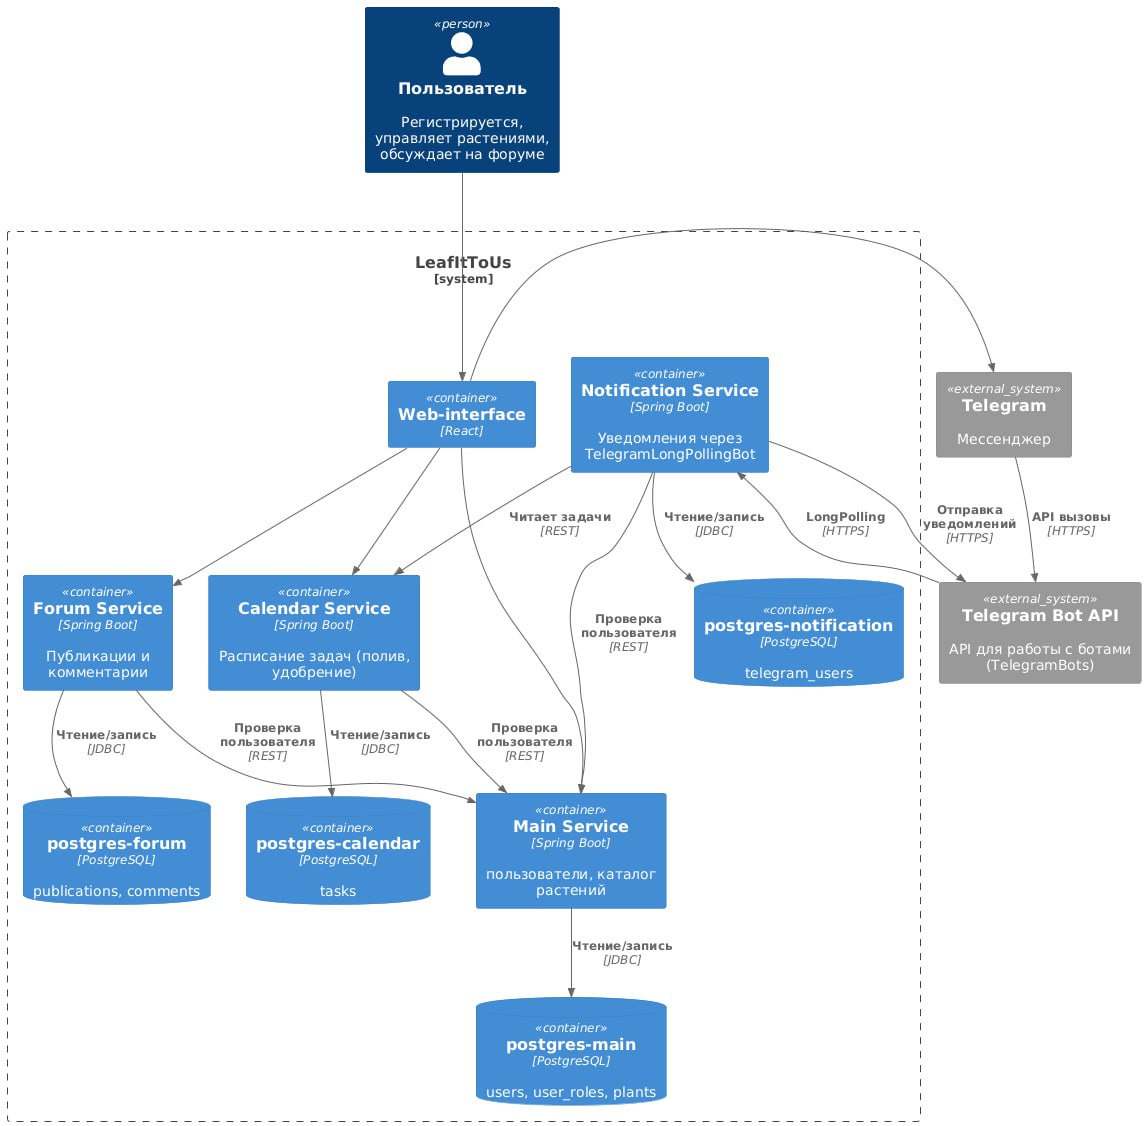 «person»
Пользователь
Регистрируется,
управляет растениями,
обсуждает на форуме
LeafItToUs
[system]
«container»
Web-interface
[React]
«container»
Notification Service
[Spring Boot]
Уведомления через
TelegramLongPollingBot
«external_system»
Telegram
Мессенджер
Читает задачи
[REST]
Чтение/запись
[JDBC]
LongPolling
[HTTPS]
Отправка
уведомлений
[HTTPS]
API вызовы
[HTTPS]
«container»
Forum Service
[Spring Boot]
Публикации и
комментарии
«container»
Calendar Service
[Spring Boot]
Расписание задач (полив,
удобрение)
Проверка
пользователя
[REST]
«container»
postgres-notification
[PostgreSQL]
telegram_users
«external_system»
Telegram Bot API
API для работы с ботами
(TelegramBots)
Чтение/запись
[JDBC]
Проверка
пользователя
[REST]
Чтение/запись
[JDBC]
Проверка
пользователя
[REST]
«container»
postgres-forum
[PostgreSQL]
publications, comments
«container»
postgres-calendar
[PostgreSQL]
tasks
«container»
Main Service
[Spring Boot]
пользователи, каталог
растений
Чтение/запись
[JDBC]
«container»
postgres-main
[PostgreSQL]
users, user_roles, plants